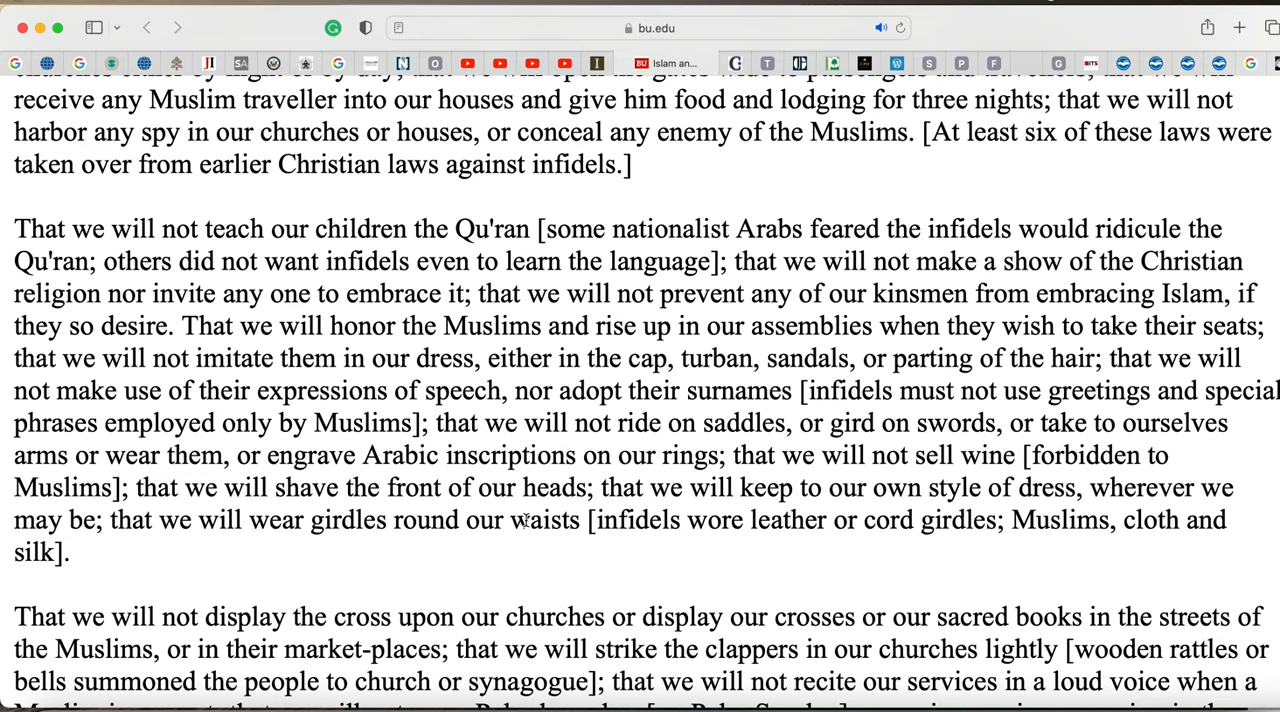 bu.edu
JI
SA
N
O
I
BU Islam an...
G
T
S
P
F
G
BITS
G
receive any Muslim traveller into our houses and give him food and lodging for three nights; that we will not
harbor any spy in our churches or houses, or conceal any enemy of the Muslims. [At least six of these laws were
taken over from earlier Christian laws against infidels.]
That we will not teach our children the Qu'ran [some nationalist Arabs feared the infidels would ridicule the
Qu'ran; others did not want infidels even to learn the language]; that we will not make a show of the Christian
religion nor invite any one to embrace it; that we will not prevent any of our kinsmen from embracing Islam, if
they so desire. That we will honor the Muslims and rise up in our assemblies when they wish to take their seats;
that we will not imitate them in our dress, either in the cap, turban, sandals, or parting of the hair; that we will
not make use of their expressions of speech, nor adopt their surnames [infidels must not use greetings and special
phrases employed only by Muslims]; that we will not ride on saddles, or gird on swords, or take to ourselves
arms or wear them, or engrave Arabic inscriptions on our rings; that we will not sell wine [forbidden to
Muslims]; that we will shave the front of our heads; that we will keep to our own style of dress, wherever we
may be; that we will wear girdles round our waists [infidels wore leather or cord girdles; Muslims, cloth and
silk].
That we will not display the cross upon our churches or display our crosses or our sacred books in the streets of
the Muslims, or in their market-places; that we will strike the clappers in our churches lightly [wooden rattles or
bells summoned the people to church or synagogue]; that we will not recite our services in a loud voice when a